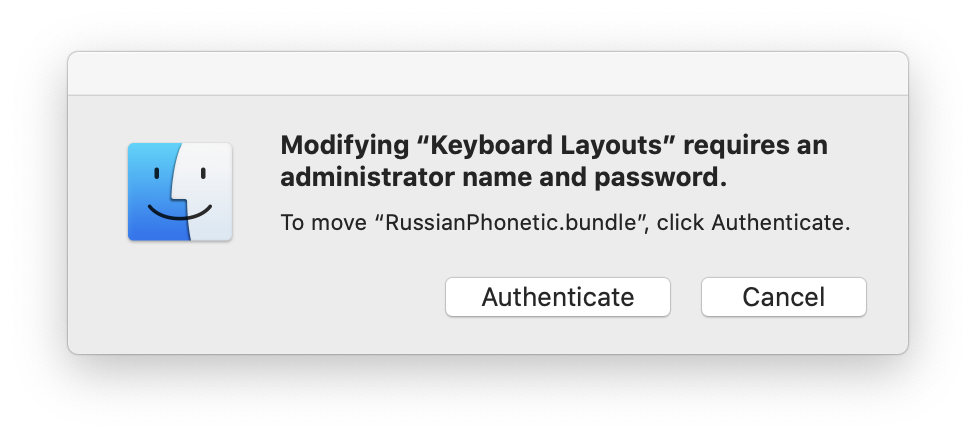 Modifying “Keyboard Layouts” requires an
administrator name and password.
To move “RussianPhonetic.bundle”, click Authenticate.
Authenticate
Cancel